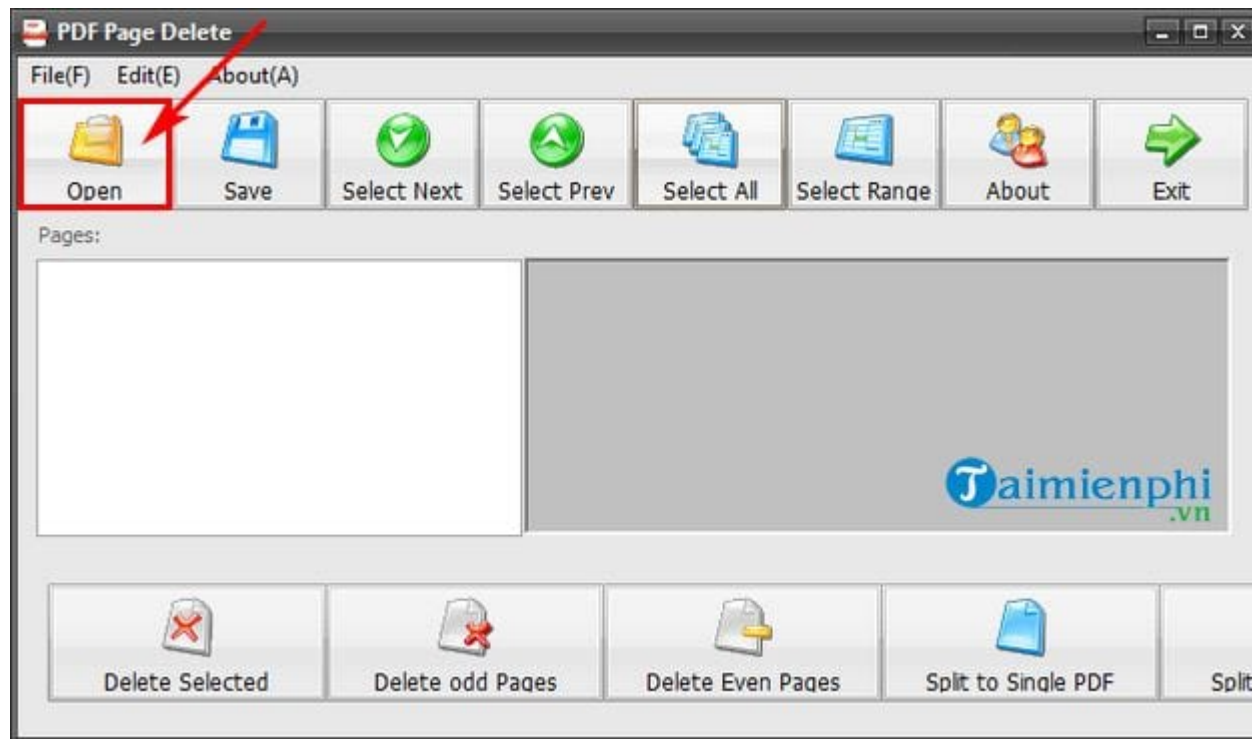 PDF Page Delete
File(F) Edit(E) About(A)
Open Save Select Next Select Prev Select All Select Range About Exit
Pages:
Taimienphi
.vn
Delete Selected Delete odd Pages Delete Even Pages Split to Single PDF Split